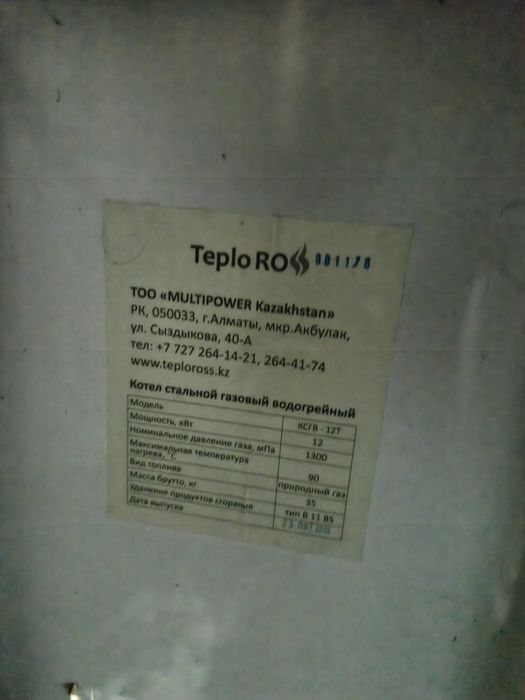 Teplo ROSS 001178
ТОО «MULTIPOWER Kazakhstan»
РК, 050033, г.Алматы, мкр.Акбулак,
ул. Сыздыкова, 40-А
тел: +7 727 264-14-21, 264-41-74
www.teploross.kz
Котел стальной газовый водогрейный
Модель КСГВ - 12Т
Мощность, кВт 12
Номинальное давление газа, мПа 1300
Максимальная температура
нагрева, °С 90
Вид топлива природный газ
Масса брутто, кг 35
Удаление продуктов сгорания тип В 11 BS
Дата выпуска 23 ОКТ